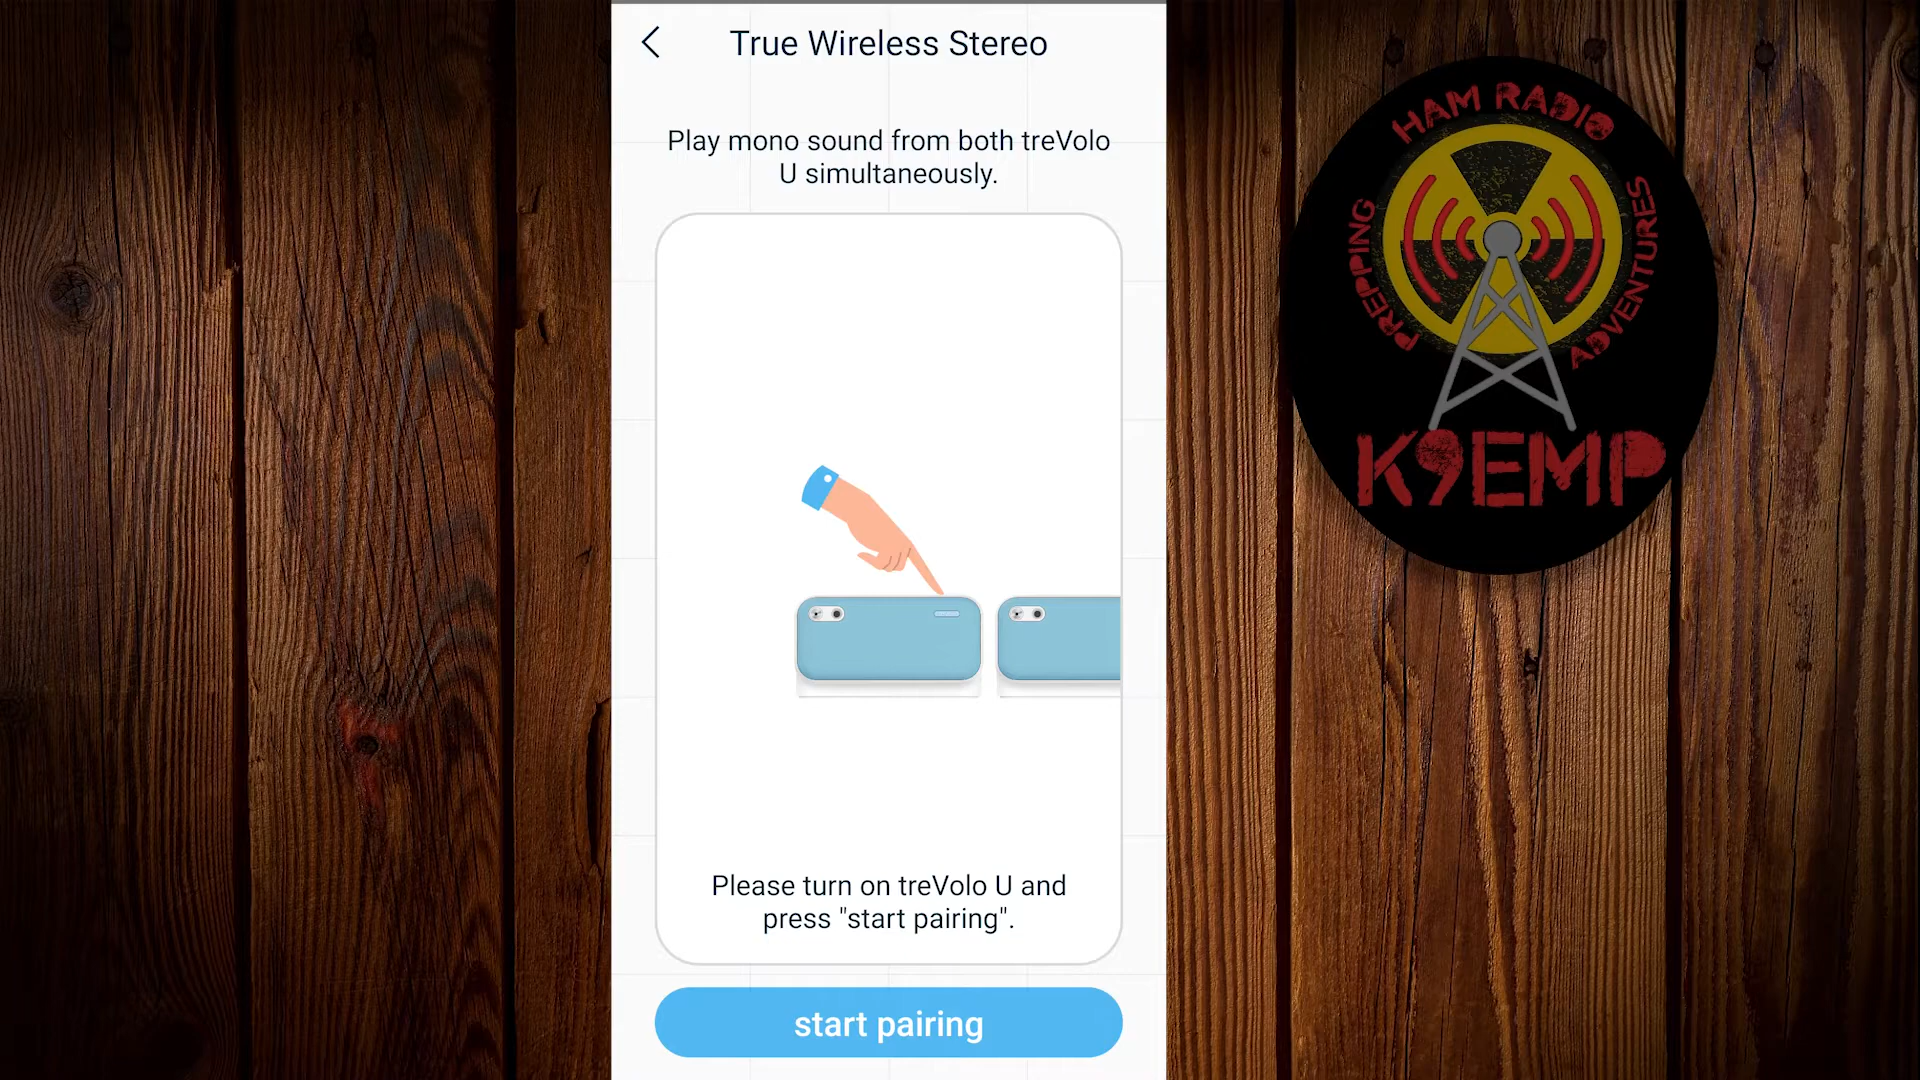 True Wireless Stereo
Play mono sound from both treVolo
U simultaneously.
Please turn on treVolo U and
press "start pairing".
start pairing
HAM RADIO
PREPPING
ADVENTURES
K9EMP